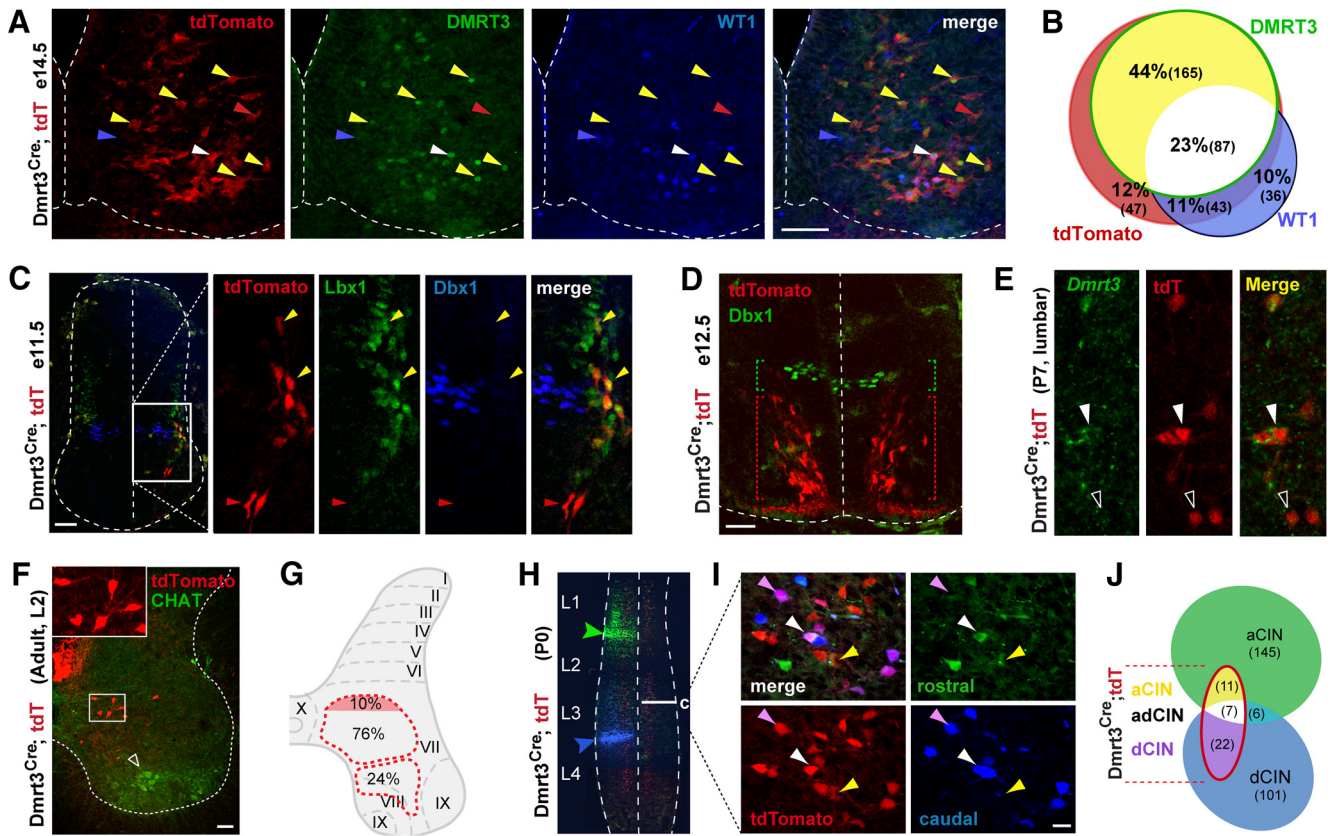 A
Dmrt3Cre; tdT e14.5
tdTomato
DMRT3
WT1
merge
B
DMRT3
44%(165)
23%(87)
12%
(47)
11%(43)
10%
(36)
tdTomato
WT1
C
Dmrt3Cre; tdT e11.5
tdTomato
Lbx1
Dbx1
merge
D
Dmrt3Cre;tdT e12.5
tdTomato
Dbx1
E
Dmrt3Cre;tdT (P7, lumbar)
Dmrt3
tdT
Merge
F
Dmrt3Cre; tdT (Adult, L2)
tdTomato
CHAT
G
I
II
III
IV
V
VI
X
10%
76%
VII
24%
VIII
IX
IX
H
Dmrt3Cre; tdT (P0)
L1
L2
L3
L4
c
I
merge
rostral
tdTomato
caudal
J
Dmrt3Cre;tdT
aCIN
(145)
aCIN
(11)
adCIN
(7)
(6)
dCIN
(22)
dCIN
(101)